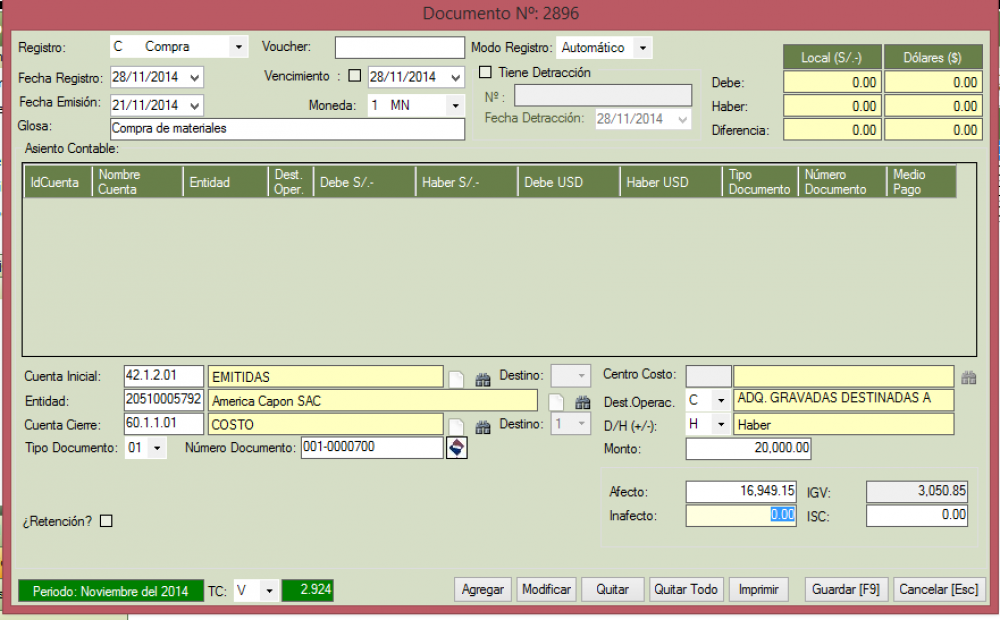 Documento Nº: 2896
Registro: C Compra Voucher: Modo Registro: Automático
Local (S/.-) Dólares ($)
Fecha Registro: 28/11/2014 Vencimiento : 28/11/2014 Tiene Detracción
Debe: 0.00 0.00
Fecha Emisión: 21/11/2014 Moneda: 1 MN Nº :
Haber: 0.00 0.00
Glosa: Compra de materiales Fecha Detracción: 28/11/2014
Diferencia: 0.00 0.00
Asiento Contable:
IdCuenta Nombre Cuenta Entidad Dest. Oper. Debe S/.- Haber S/.- Debe USD Haber USD Tipo Documento Número Documento Medio Pago
Cuenta Inicial: 42.1.2.01 EMITIDAS Destino: Centro Costo:
Entidad: 20510005792 America Capon SAC Dest.Operac. C ADQ. GRAVADAS DESTINADAS A
Cuenta Cierre: 60.1.1.01 COSTO Destino: 1 D/H (+/-): H Haber
Tipo Documento: 01 Número Documento: 001-0000700 Monto: 20,000.00
Afecto: 16,949.15 IGV: 3,050.85
Inafecto: 0.00 ISC: 0.00
¿Retención?
Periodo: Noviembre del 2014 TC: V 2.924 Agregar Modificar Quitar Quitar Todo Imprimir Guardar [F9] Cancelar [Esc]